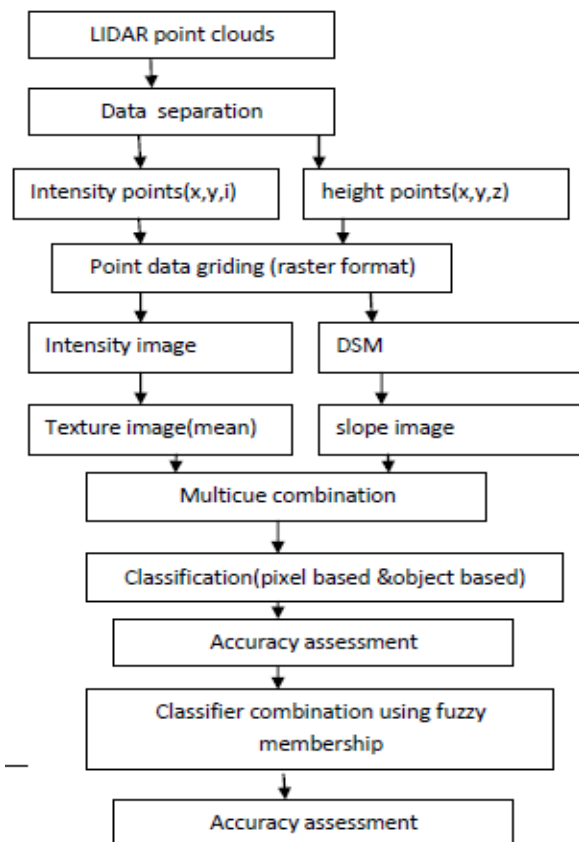 LIDAR point clouds
Data separation
Intensity points(x,y,i)
height points(x,y,z)
Point data griding (raster format)
Intensity image
DSM
Texture image(mean)
slope image
Multicue combination
Classification(pixel based &object based)
Accuracy assessment
Classifier combination using fuzzy
membership
Accuracy assessment